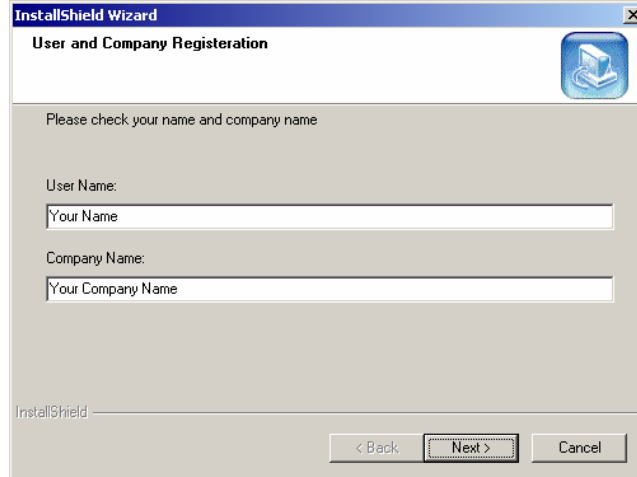 InstallShield Wizard
User and Company Registeration
Please check your name and company name
User Name:
Your Name
Company Name:
Your Company Name
InstallShield
< Back Next > Cancel